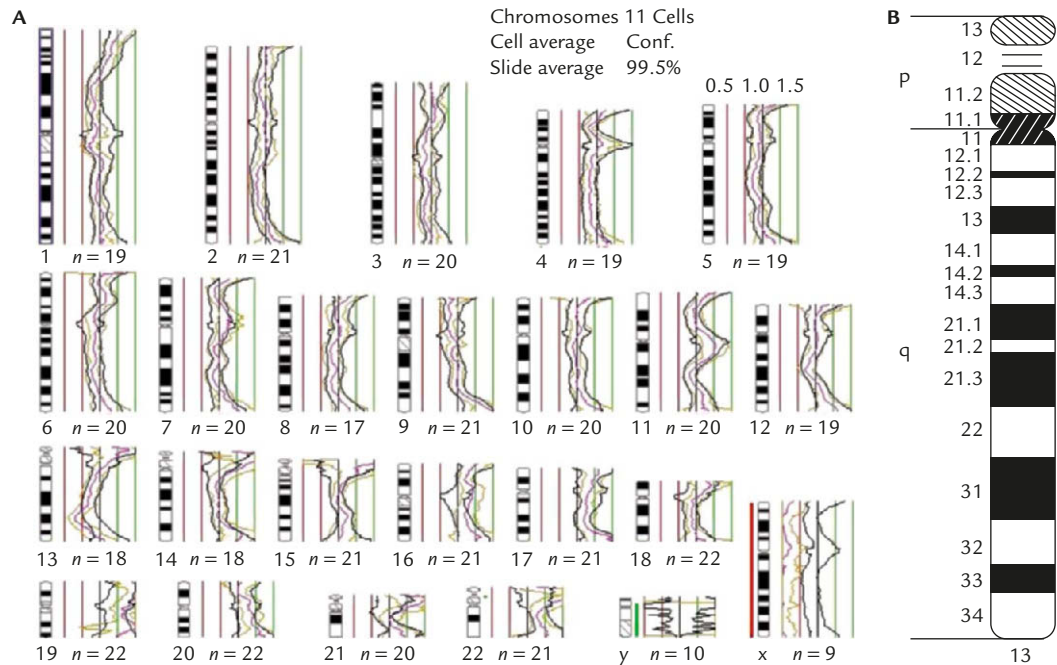 A
Chromosomes 11 Cells
Cell average Conf.
Slide average 99.5%
0.5 1.0 1.5
1 n = 19
2 n = 21
3 n = 20
4 n = 19
5 n = 19
6 n = 20
7 n = 20
8 n = 17
9 n = 21
10 n = 20
11 n = 20
12 n = 19
13 n = 18
14 n = 18
15 n = 21
16 n = 21
17 n = 21
18 n = 22
19 n = 22
20 n = 22
21 n = 20
22 n = 21
y n = 10
x n = 9
B
p
13
12
11.2
11.1
q
11
12.1
12.2
12.3
13
14.1
14.2
14.3
21.1
21.2
21.3
22
31
32
33
34
13